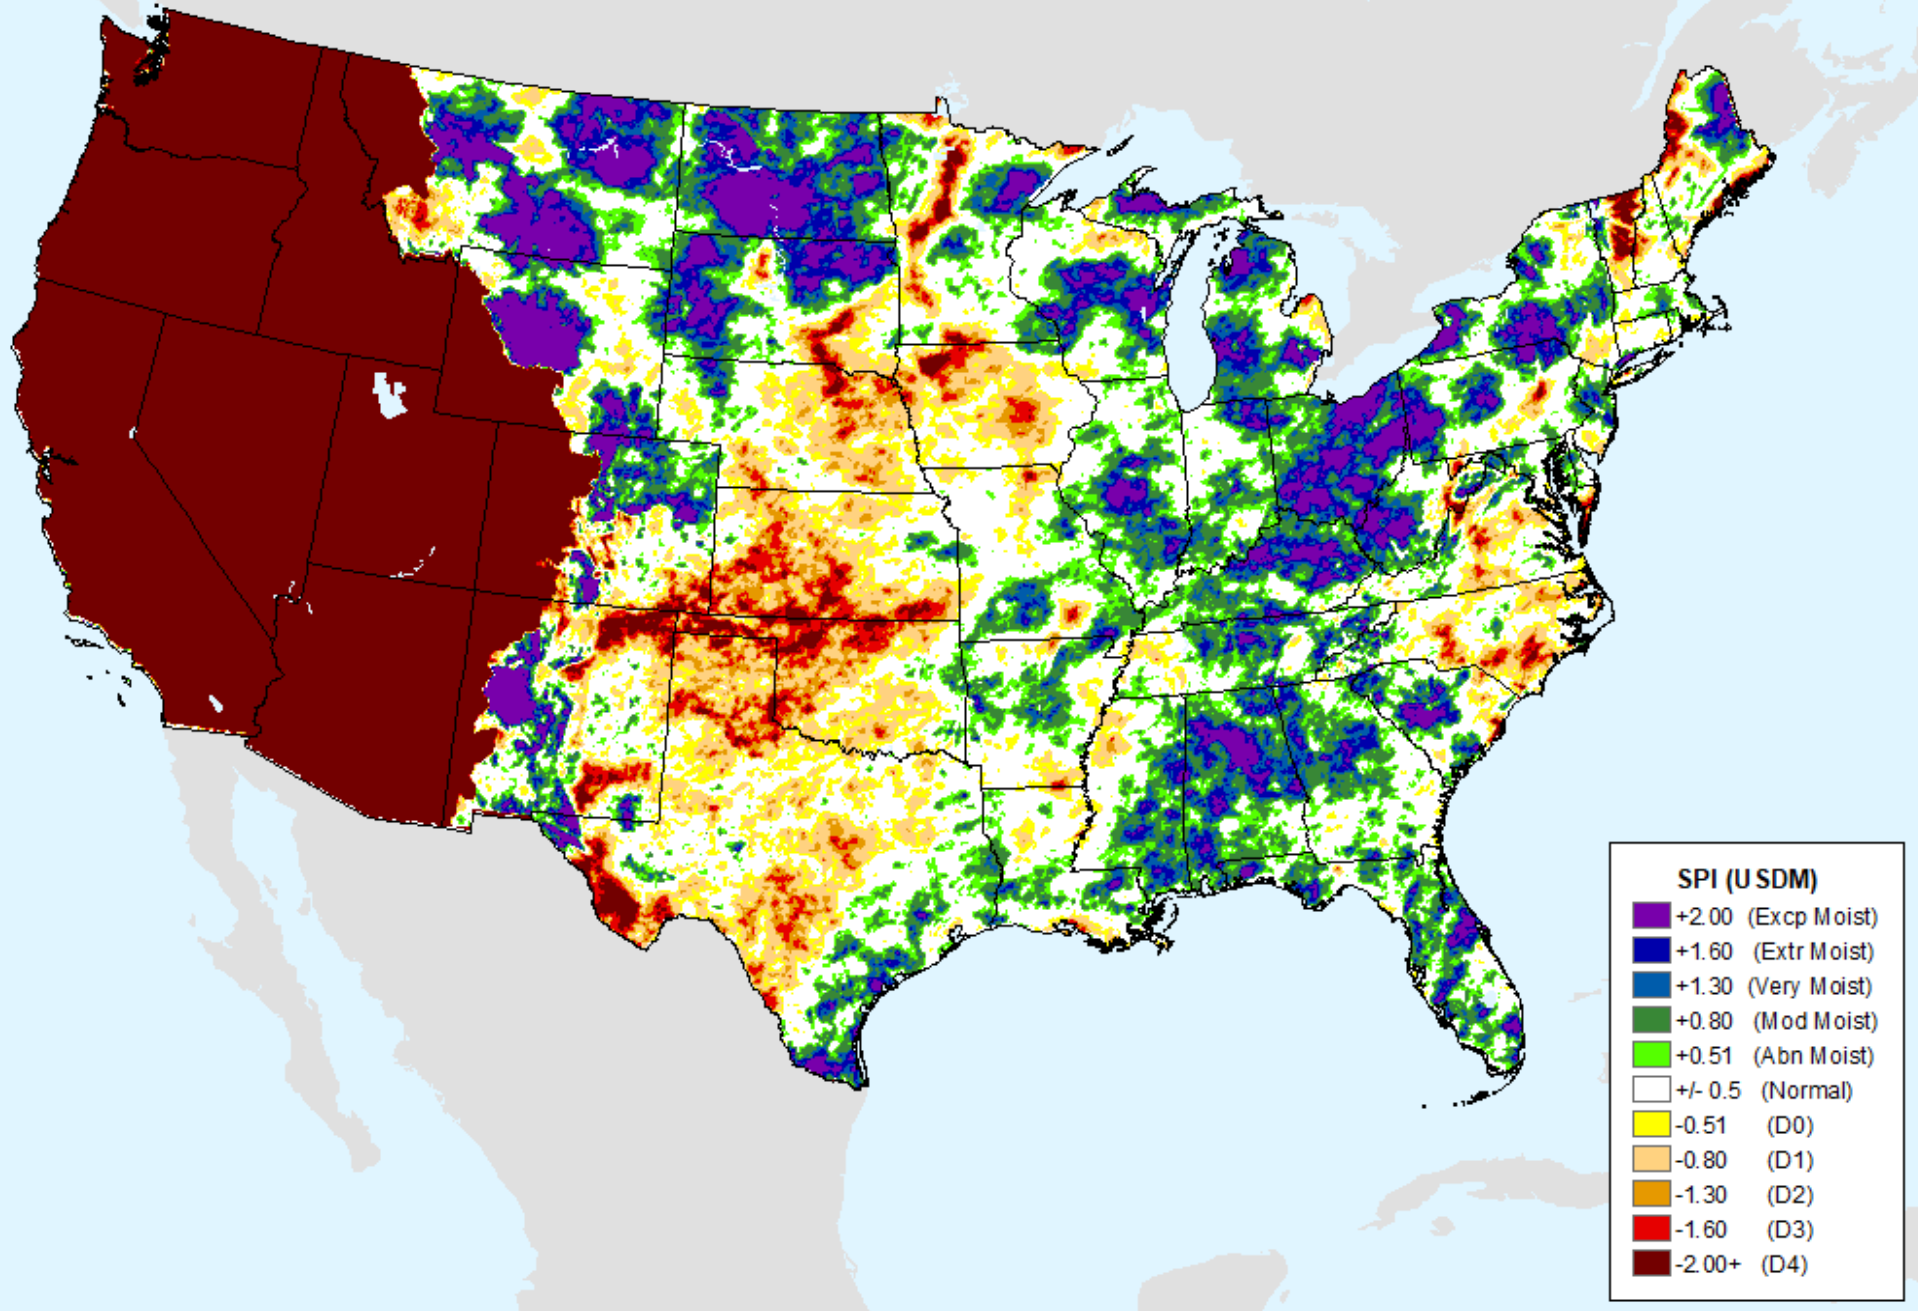 SPI (USDM)
+2.00 (Excp Moist)
+1.60 (Extr Moist)
+1.30 (Very Moist)
+0.80 (Mod Moist)
+0.51 (Abn Moist)
+/- 0.5 (Normal)
-0.51 (D0)
-0.80 (D1)
-1.30 (D2)
-1.60 (D3)
-2.00+ (D4)